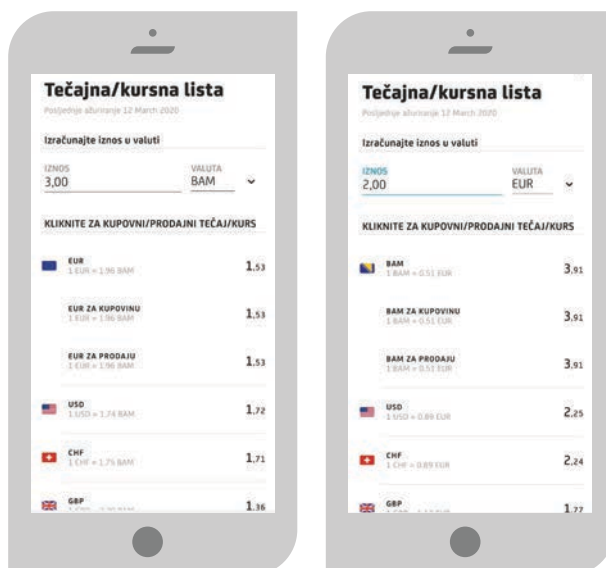 Tečajna/kursna lista
Posljednje ažuriranje 12 March 2020
Izračunajte iznos u valuti
IZNOS
VALUTA
3,00
BAM
KLIKNITE ZA KUPOVNI/PRODAJNI TEČAJ/KURS
EUR
1 EUR = 1.96 BAM
1,53
EUR ZA KUPOVINU
1 EUR = 1.96 BAM
1,53
EUR ZA PRODAJU
1 EUR = 1.96 BAM
1,53
USD
1 USD = 1.74 BAM
1,72
CHF
1 CHF = 1.75 BAM
1,71
GBP
1,36
Tečajna/kursna lista
Posljednje ažuriranje 12 March 2020
Izračunajte iznos u valuti
IZNOS
VALUTA
2,00
EUR
KLIKNITE ZA KUPOVNI/PRODAJNI TEČAJ/KURS
BAM
1 BAM = 0.51 EUR
3,91
BAM ZA KUPOVINU
1 BAM = 0.51 EUR
3,91
BAM ZA PRODAJU
1 BAM = 0.51 EUR
3,91
USD
1 USD = 0.89 EUR
2,25
CHF
1 CHF = 0.89 EUR
2,24
GBP
1,77